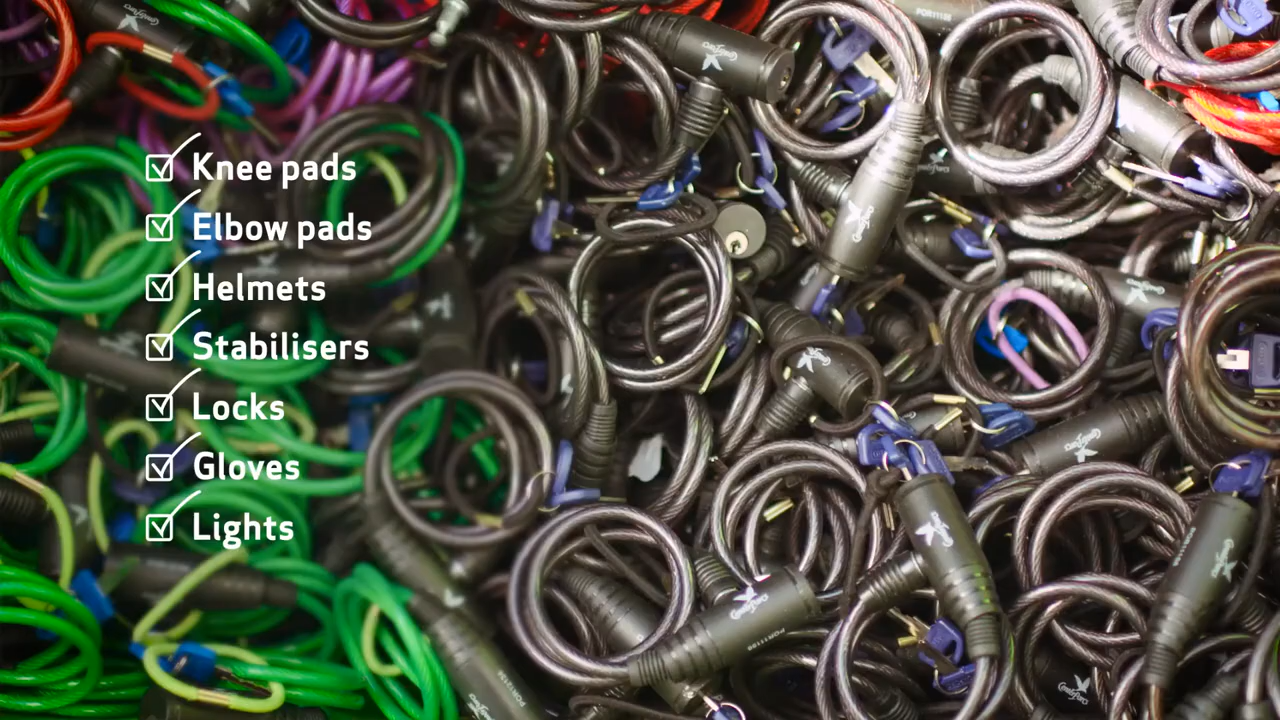 Knee pads
Elbow pads
Helmets
Stabilisers
Locks
Gloves
Lights